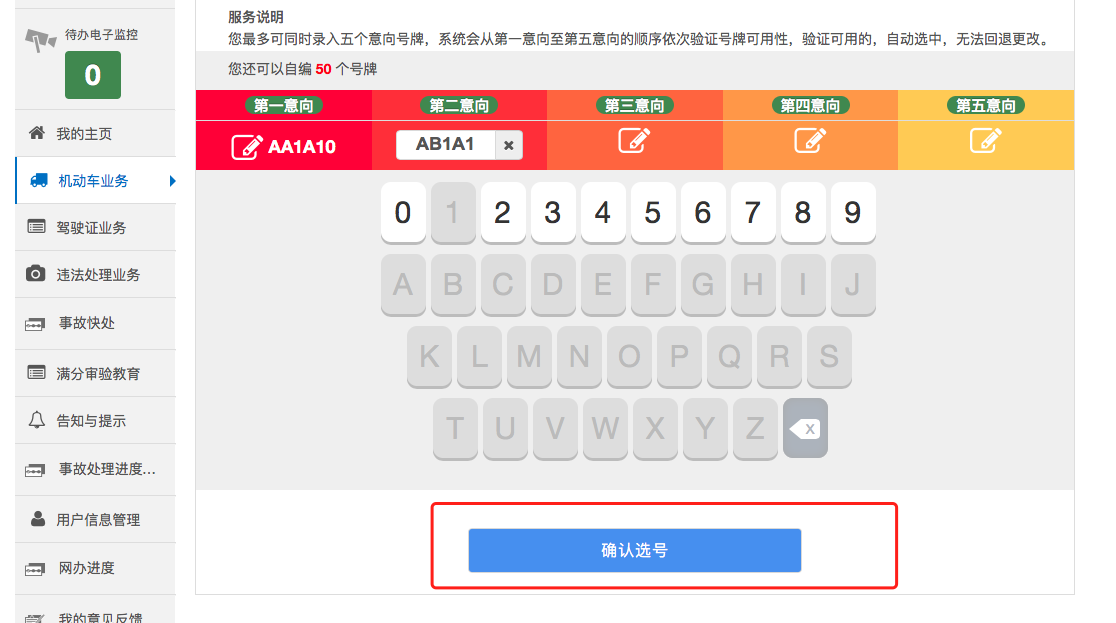 待办电子监控
0
我的主页
机动车业务
驾驶证业务
违法处理业务
事故快处
满分审验教育
告知与提示
事故处理进度...
用户信息管理
网办进度
我的意见反馈
服务说明
您最多可同时录入五个意向号牌，系统会从第一意向至第五意向的顺序依次验证号牌可用性，验证可用的，自动选中，无法回退更改。
您还可以自编 50 个号牌
第一意向 第二意向 第三意向 第四意向 第五意向
AA1A10 AB1A1 ×
0 1 2 3 4 5 6 7 8 9
A B C D E F G H I J
K L M N O P Q R S
T U V W X Y Z X
确认选号